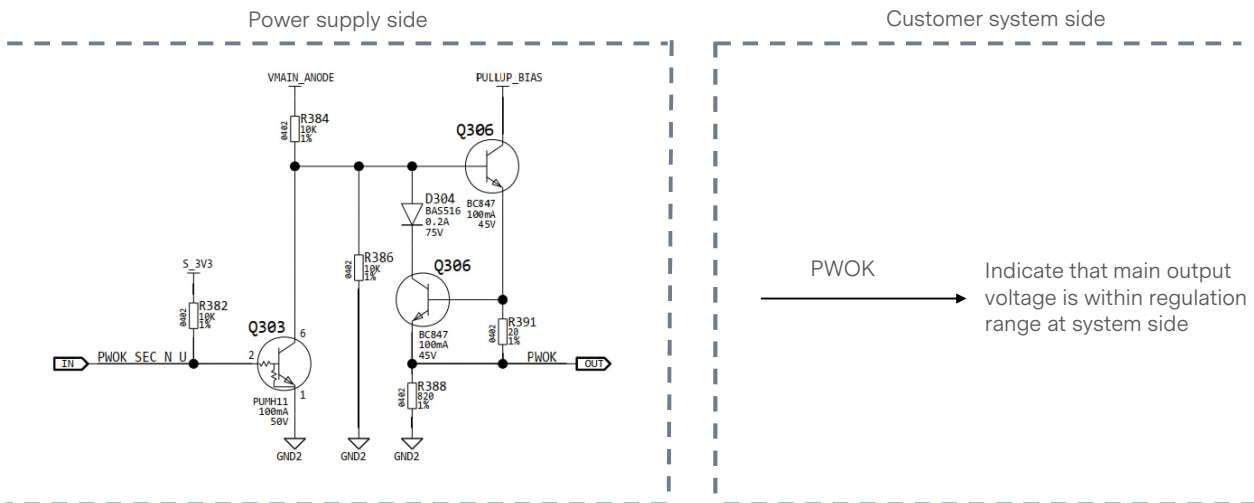 Power supply side
Customer system side
VMAIN_ANODE
PULLUP_BIAS
R384
10K
1%
0402
Q306
BC847
100mA
45V
D304
BAS516
0.2A
75V
S_3V3
R382
10K
1%
0402
R386
10K
1%
0402
Q306
BC847
100mA
45V
Q303
6
2
1
PUMH11
100mA
50V
R391
20
1%
0402
IN
PWOK_SEC_N_U
PWOK
OUT
R388
820
1%
0402
GND2
GND2
GND2
PWOK
Indicate that main output
voltage is within regulation
range at system side